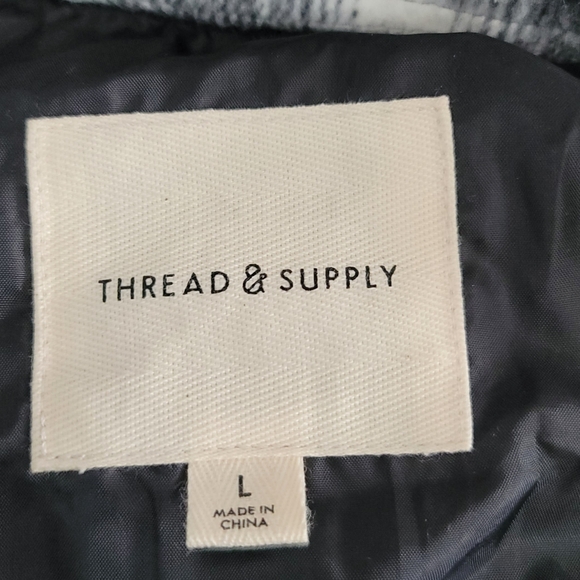 THREAD & SUPPLY
L
MADE IN
CHINA